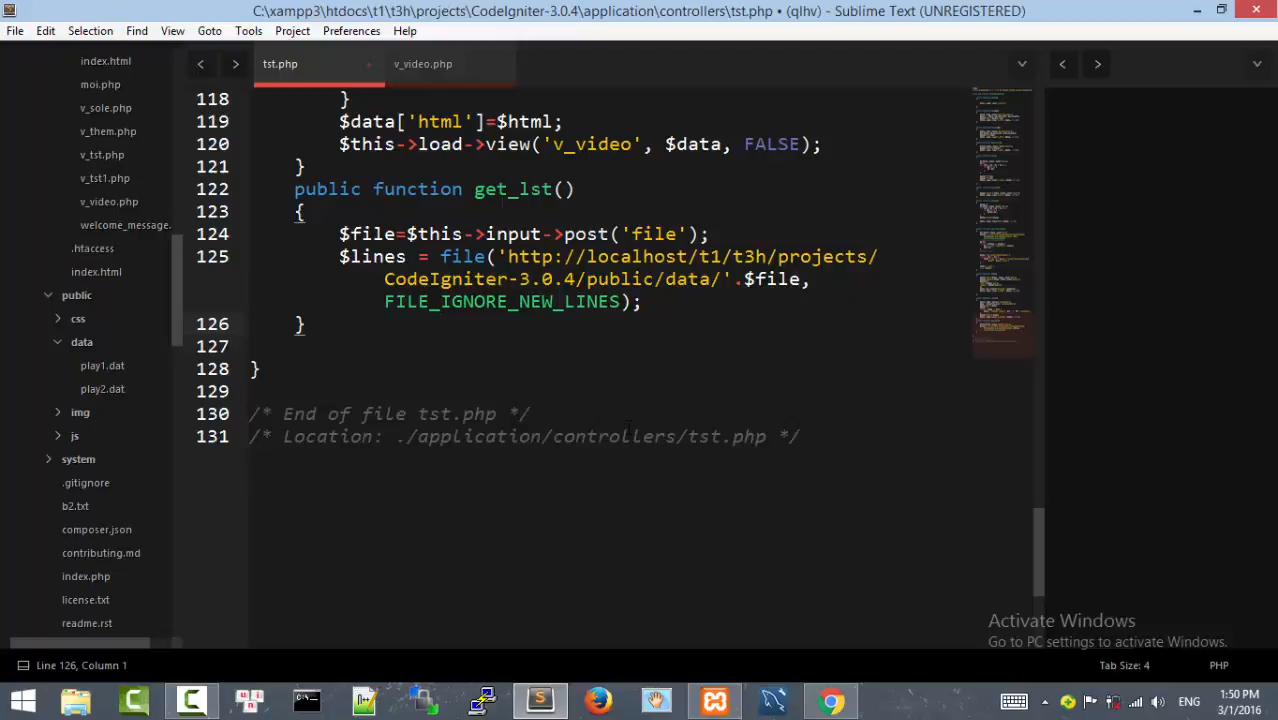 C:\xampp3\htdocs\t1\t3h\projects\CodeIgniter-3.0.4\application\controllers\tst.php • (qlhv) - Sublime Text (UNREGISTERED)
File Edit Selection Find View Goto Tools Project Preferences Help
tst.php v_video.php
index.html
moi.php
v_sole.php
v_them.php
v_tst.php
v_tst1.php
v_video.php
welcome_message.
.htaccess
index.html
public
css
data
play1.dat
play2.dat
img
js
system
.gitignore
b2.txt
composer.json
contributing.md
index.php
license.txt
readme.rst
118 }
119 $data['html']=$html;
120 $this->load->view('v_video', $data, FALSE);
121 }
122 public function get_lst()
123 {
124 $file=$this->input->post('file');
125 $lines = file('http://localhost/t1/t3h/projects/
CodeIgniter-3.0.4/public/data/'.$file,
FILE_IGNORE_NEW_LINES);
126 }
127
128 }
129
130 /* End of file tst.php */
131 /* Location: ./application/controllers/tst.php */
Activate Windows
Go to PC settings to activate Windows.
Line 126, Column 1
Tab Size: 4 PHP
ENG
1:50 PM
3/1/2016